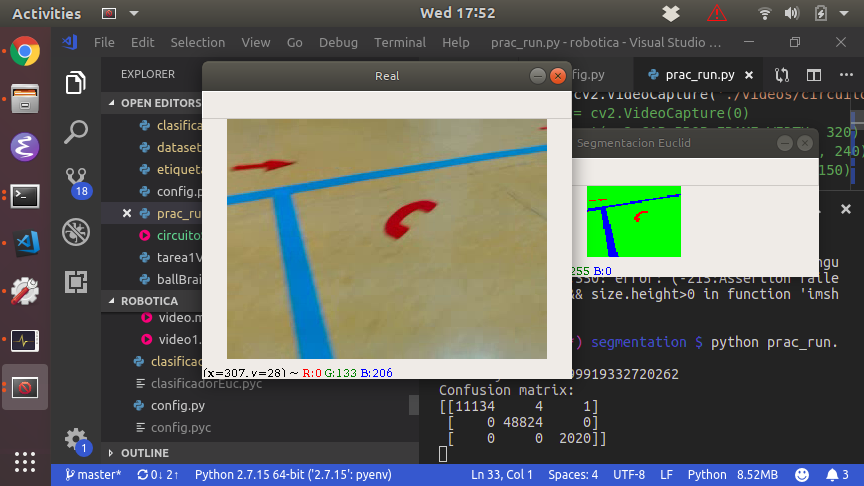 Activities
Wed 17:52
File Edit Selection View Go Debug Terminal Help prac_run.py - robotica - Visual Studio ...
EXPLORER
OPEN EDITORS
clasifica
dataset
etiqueta
config.p
prac_ru
circuito
tarea1V
ballBrai
ROBOTICA
video.m
video1.
clasificado
clasificadorEuc.pyc
config.py
config.pyc
OUTLINE
18
1
Real
(x=307, y=28) ~ R:0 G:133 B:206
fig.py
prac_run.py
cv2.VideoCapture("./videos/circuito
= cv2.VideoCapture(0)
320)
, 240)
150)
Segmentacion Euclid
255 B:0
ngu
error: (-215:Assertion faile
&& size.height>0 in function 'imsh
) segmentation $ python prac_run.
99919332720262
Confusion matrix:
[[11134 4 1]
[ 0 48824 0]
[ 0 0 2020]]
master* 0↓ 2↑ Python 2.7.15 64-bit ('2.7.15': pyenv) Ln 33, Col 1 Spaces: 4 UTF-8 LF Python 8.52MB 3